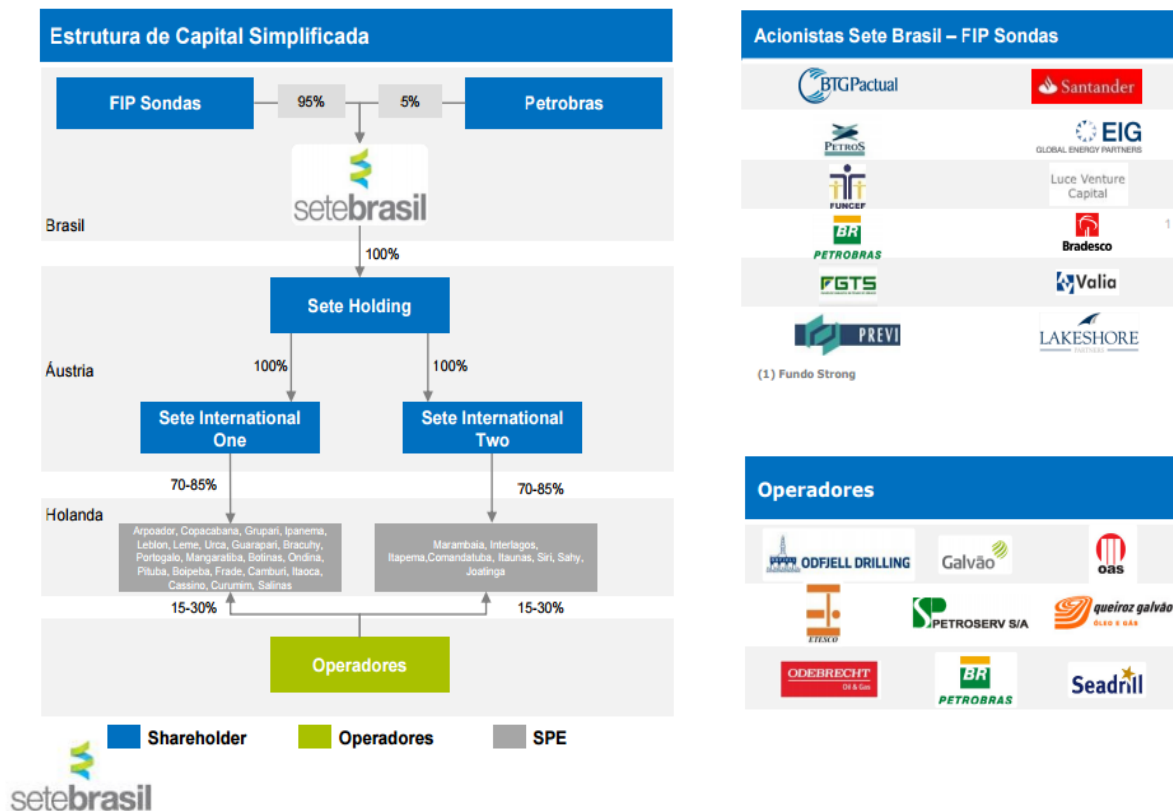 Estrutura de Capital Simplificada
FIP Sondas
95%
5%
Petrobras
setebrasil
Brasil
100%
Sete Holding
Áustria
100%
100%
Sete International
One
Sete International
Two
70-85%
70-85%
Holanda
Arpoador, Copacabana, Grupari, Ipanema,
Leblon, Leme, Urca, Guarapari, Bracuhy,
Portogalo, Mangaratiba, Botinas, Ondina,
Pituba, Boipeba, Frade, Camburi, Itaoca,
Cassino, Curumim, Salinas
Marambaia, Interlagos,
Itapema,Comandatuba, Itaunas, Siri, Sahy,
Joatinga
15-30%
15-30%
Operadores
Shareholder
Operadores
SPE
setebrasil
Acionistas Sete Brasil – FIP Sondas
BTGPactual
Santander
PETROS
EIG
GLOBAL ENERGY PARTNERS
FUNCEF
Luce Venture
Capital
BR
PETROBRAS
Bradesco
1
FGTS
Valia
PREVI
LAKESHORE
PARTNERS
(1) Fundo Strong
Operadores
ODFJELL DRILLING
Galvão
oas
ETESCO
SP
PETROSERV S/A
queiroz galvão
ÓLEO E GÁS
ODEBRECHT
Oil & Gas
BR
PETROBRAS
Seadrill